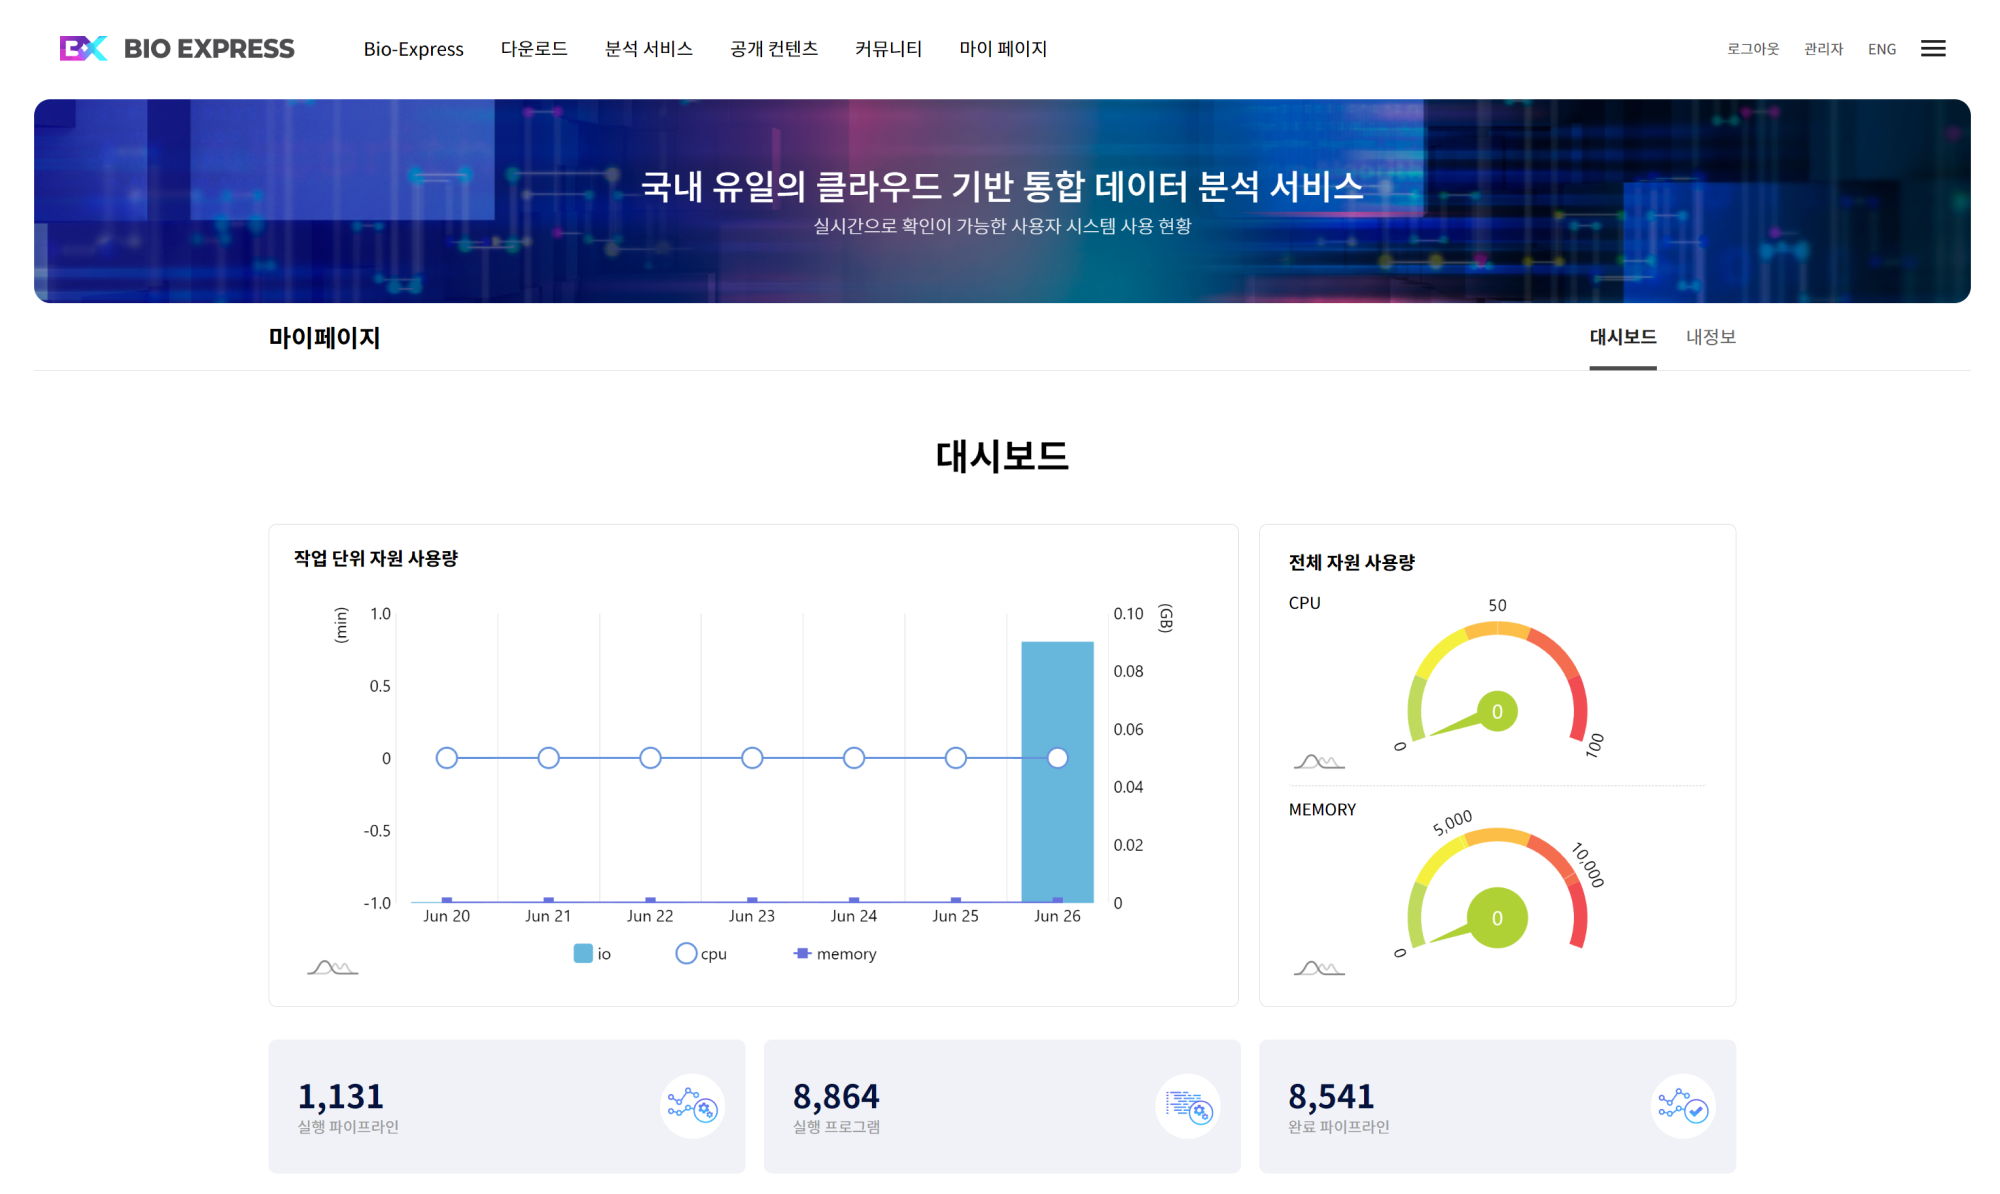 BIO EXPRESS
Bio-Express 다운로드 분석 서비스 공개 컨텐츠 커뮤니티 마이 페이지
로그아웃 관리자 ENG
국내 유일의 클라우드 기반 통합 데이터 분석 서비스
실시간으로 확인이 가능한 사용자 시스템 사용 현황
마이페이지
대시보드 내정보
대시보드
작업 단위 자원 사용량
(min)
1.0
0.5
0
-0.5
-1.0
(GB)
0.10
0.08
0.06
0.04
0.02
0
Jun 20 Jun 21 Jun 22 Jun 23 Jun 24 Jun 25 Jun 26
io cpu memory
전체 자원 사용량
CPU
0
50
100
0
MEMORY
0
5,000
10,000
0
1,131
실행 파이프라인
8,864
실행 프로그램
8,541
완료 파이프라인